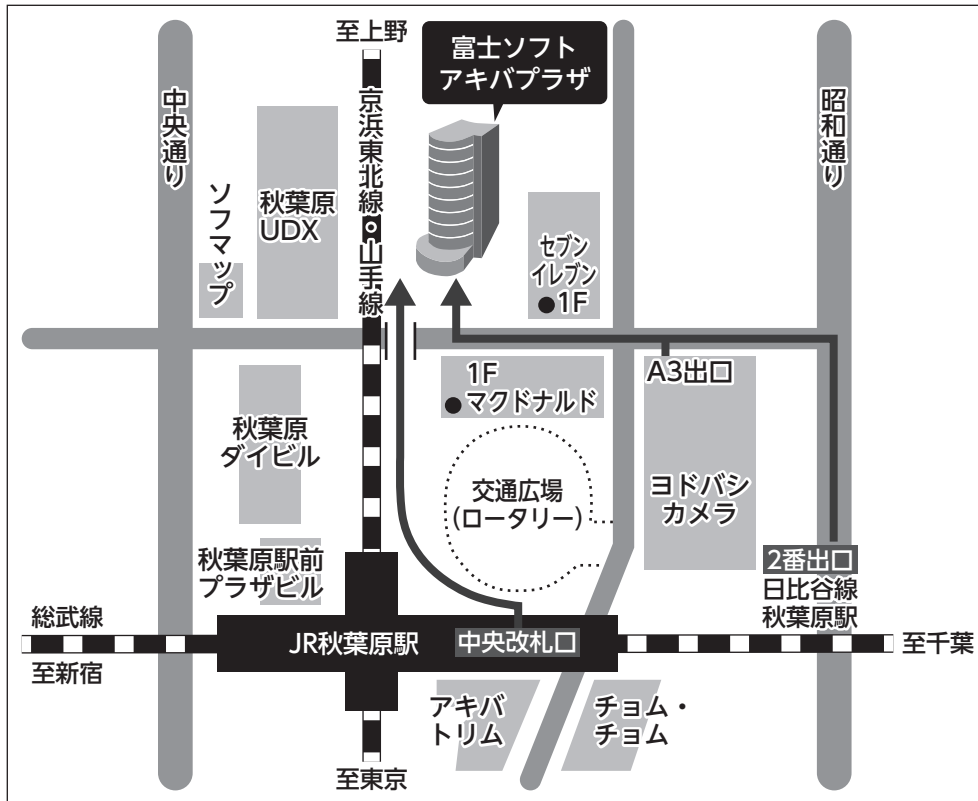 至上野
富士ソフト
アキバプラザ
中央通り
京浜東北線
山手線
昭和通り
ソフマップ
秋葉原
UDX
セブン
イレブン
●1F
A3出口
1F
●マクドナルド
秋葉原
ダイビル
交通広場
(ロータリー)
ヨドバシ
カメラ
秋葉原駅前
プラザビル
2番出口
日比谷線
秋葉原駅
総武線
至新宿
JR秋葉原駅
中央改札口
至千葉
アキバ
トリム
チョム・
チョム
至東京